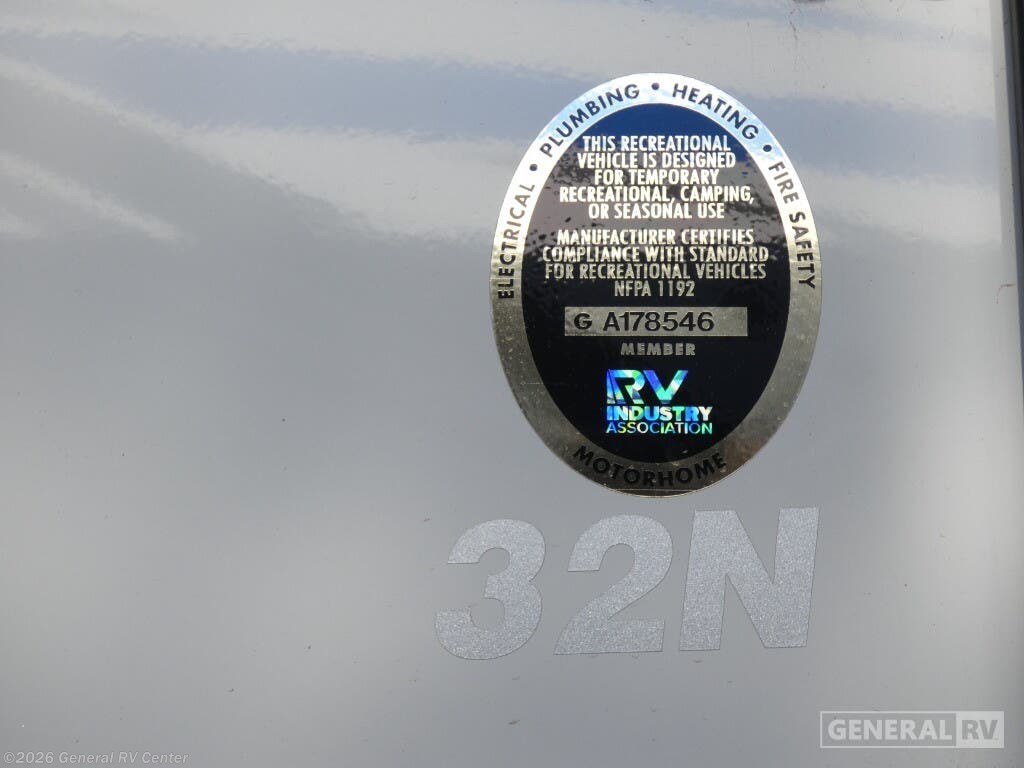 ELECTRICAL • PLUMBING • HEATING • FIRE SAFETY
THIS RECREATIONAL
VEHICLE IS DESIGNED
FOR TEMPORARY
RECREATIONAL, CAMPING,
OR SEASONAL USE
MANUFACTURER CERTIFIES
COMPLIANCE WITH STANDARD
FOR RECREATIONAL VEHICLES
NFPA 1192
G A178546
MEMBER
RV
INDUSTRY
ASSOCIATION
MOTORHOME
32N
GENERAL RV
©2026 General RV Center